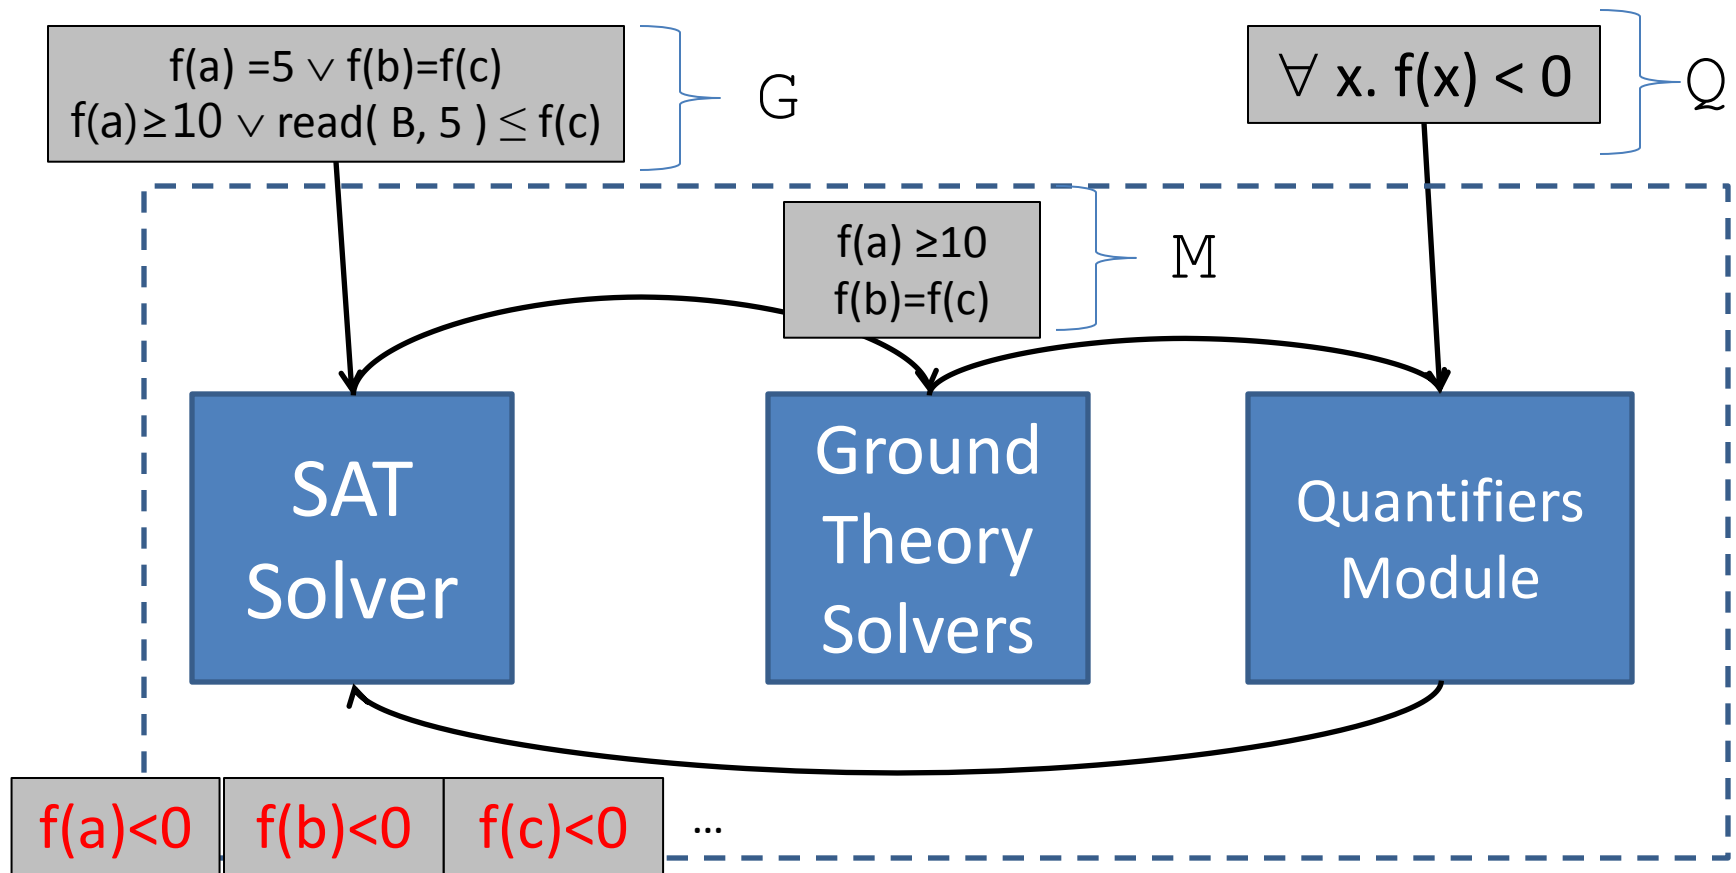 f(a) =5 ∨ f(b)=f(c)
f(a)≥10 ∨ read( B, 5 ) ≤ f(c)
G
∀ x. f(x) < 0
Q
f(a) ≥10
f(b)=f(c)
M
SAT
Solver
Ground
Theory
Solvers
Quantifiers
Module
f(a)<0
f(b)<0
f(c)<0
...